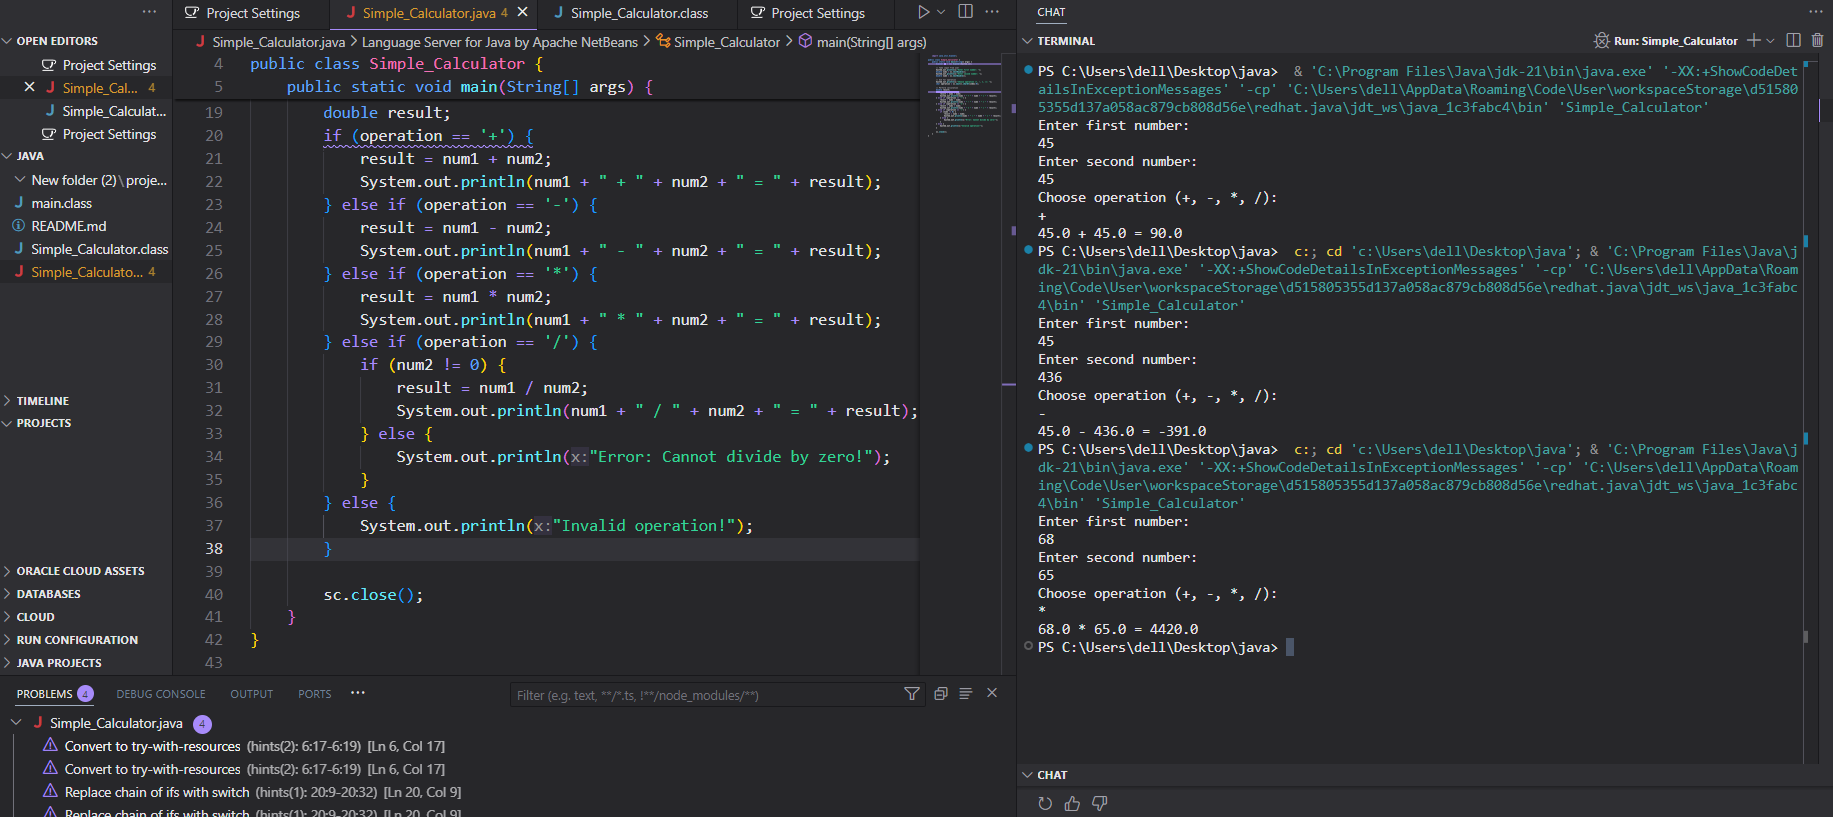 OPEN EDITORS
Project Settings
Simple_Cal... 4
Simple_Calculat...
Project Settings
JAVA
New folder (2)\proje...
main.class
README.md
Simple_Calculator.class
Simple_Calculato... 4
TIMELINE
PROJECTS
ORACLE CLOUD ASSETS
DATABASES
CLOUD
RUN CONFIGURATION
JAVA PROJECTS
Project Settings
Simple_Calculator.java 4
Simple_Calculator.class
Project Settings
Simple_Calculator.java > Language Server for Java by Apache NetBeans > Simple_Calculator > main(String[] args)
4 public class Simple_Calculator {
5 public static void main(String[] args) {
19 double result;
20 if (operation == '+') {
21 result = num1 + num2;
22 System.out.println(num1 + " + " + num2 + " = " + result);
23 } else if (operation == '-') {
24 result = num1 - num2;
25 System.out.println(num1 + " - " + num2 + " = " + result);
26 } else if (operation == '*') {
27 result = num1 * num2;
28 System.out.println(num1 + " * " + num2 + " = " + result);
29 } else if (operation == '/') {
30 if (num2 != 0) {
31 result = num1 / num2;
32 System.out.println(num1 + " / " + num2 + " = " + result);
33 } else {
34 System.out.println(x:"Error: Cannot divide by zero!");
35 }
36 } else {
37 System.out.println(x:"Invalid operation!");
38 }
39
40 sc.close();
41 }
42 }
43
PROBLEMS 4 DEBUG CONSOLE OUTPUT PORTS
Filter (e.g. text, **/*.ts, !**/node_modules/**)
Simple_Calculator.java 4
Convert to try-with-resources (hints(2): 6:17-6:19) [Ln 6, Col 17]
Convert to try-with-resources (hints(2): 6:17-6:19) [Ln 6, Col 17]
Replace chain of ifs with switch (hints(1): 20:9-20:32) [Ln 20, Col 9]
Replace chain of ifs with switch (hints(1): 20:9-20:32) [Ln 20, Col 9]
CHAT
TERMINAL
Run: Simple_Calculator
PS C:\Users\dell\Desktop\java> & 'C:\Program Files\Java\jdk-21\bin\java.exe' '-XX:+ShowCodeDet
ailsInExceptionMessages' '-cp' 'C:\Users\dell\AppData\Roaming\Code\User\workspaceStorage\d51580
5355d137a058ac879cb808d56e\redhat.java\jdt_ws\java_1c3fabc4\bin' 'Simple_Calculator'
Enter first number:
45
Enter second number:
45
Choose operation (+, -, *, /):
+
45.0 + 45.0 = 90.0
PS C:\Users\dell\Desktop\java> c:; cd 'c:\Users\dell\Desktop\java'; & 'C:\Program Files\Java\j
dk-21\bin\java.exe' '-XX:+ShowCodeDetailsInExceptionMessages' '-cp' 'C:\Users\dell\AppData\Roam
ing\Code\User\workspaceStorage\d515805355d137a058ac879cb808d56e\redhat.java\jdt_ws\java_1c3fabc
4\bin' 'Simple_Calculator'
Enter first number:
45
Enter second number:
436
Choose operation (+, -, *, /):
-
45.0 - 436.0 = -391.0
PS C:\Users\dell\Desktop\java> c:; cd 'c:\Users\dell\Desktop\java'; & 'C:\Program Files\Java\j
dk-21\bin\java.exe' '-XX:+ShowCodeDetailsInExceptionMessages' '-cp' 'C:\Users\dell\AppData\Roam
ing\Code\User\workspaceStorage\d515805355d137a058ac879cb808d56e\redhat.java\jdt_ws\java_1c3fabc
4\bin' 'Simple_Calculator'
Enter first number:
68
Enter second number:
65
Choose operation (+, -, *, /):
*
68.0 * 65.0 = 4420.0
PS C:\Users\dell\Desktop\java>
CHAT